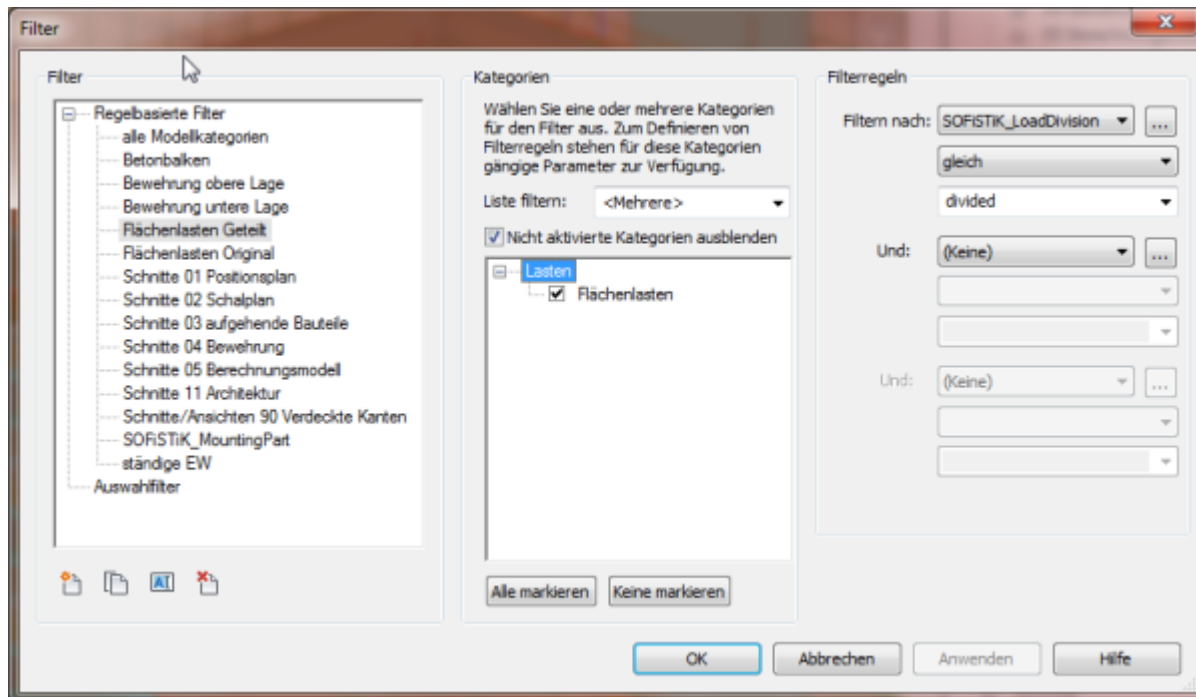 Filter
Filter
Regelbasierte Filter
alle Modellkategorien
Betonbalken
Bewehrung obere Lage
Bewehrung untere Lage
Flächenlasten Geteilt
Flächenlasten Original
Schnitte 01 Positionsplan
Schnitte 02 Schalplan
Schnitte 03 aufgehende Bauteile
Schnitte 04 Bewehrung
Schnitte 05 Berechnungsmodell
Schnitte 11 Architektur
Schnitte/Ansichten 90 Verdeckte Kanten
SOFiSTiK_MountingPart
ständige EW
Auswahlfilter
AI
Kategorien
Wählen Sie eine oder mehrere Kategorien
für den Filter aus. Zum Definieren von
Filterregeln stehen für diese Kategorien
gängige Parameter zur Verfügung.
Liste filtern: <Mehrere>
Nicht aktivierte Kategorien ausblenden
Lasten
Flächenlasten
Alle markieren Keine markieren
Filterregeln
Filtern nach: SOFiSTiK_LoadDivision ...
gleich
divided
Und: (Keine) ...
Und: (Keine) ...
OK Abbrechen Anwenden Hilfe